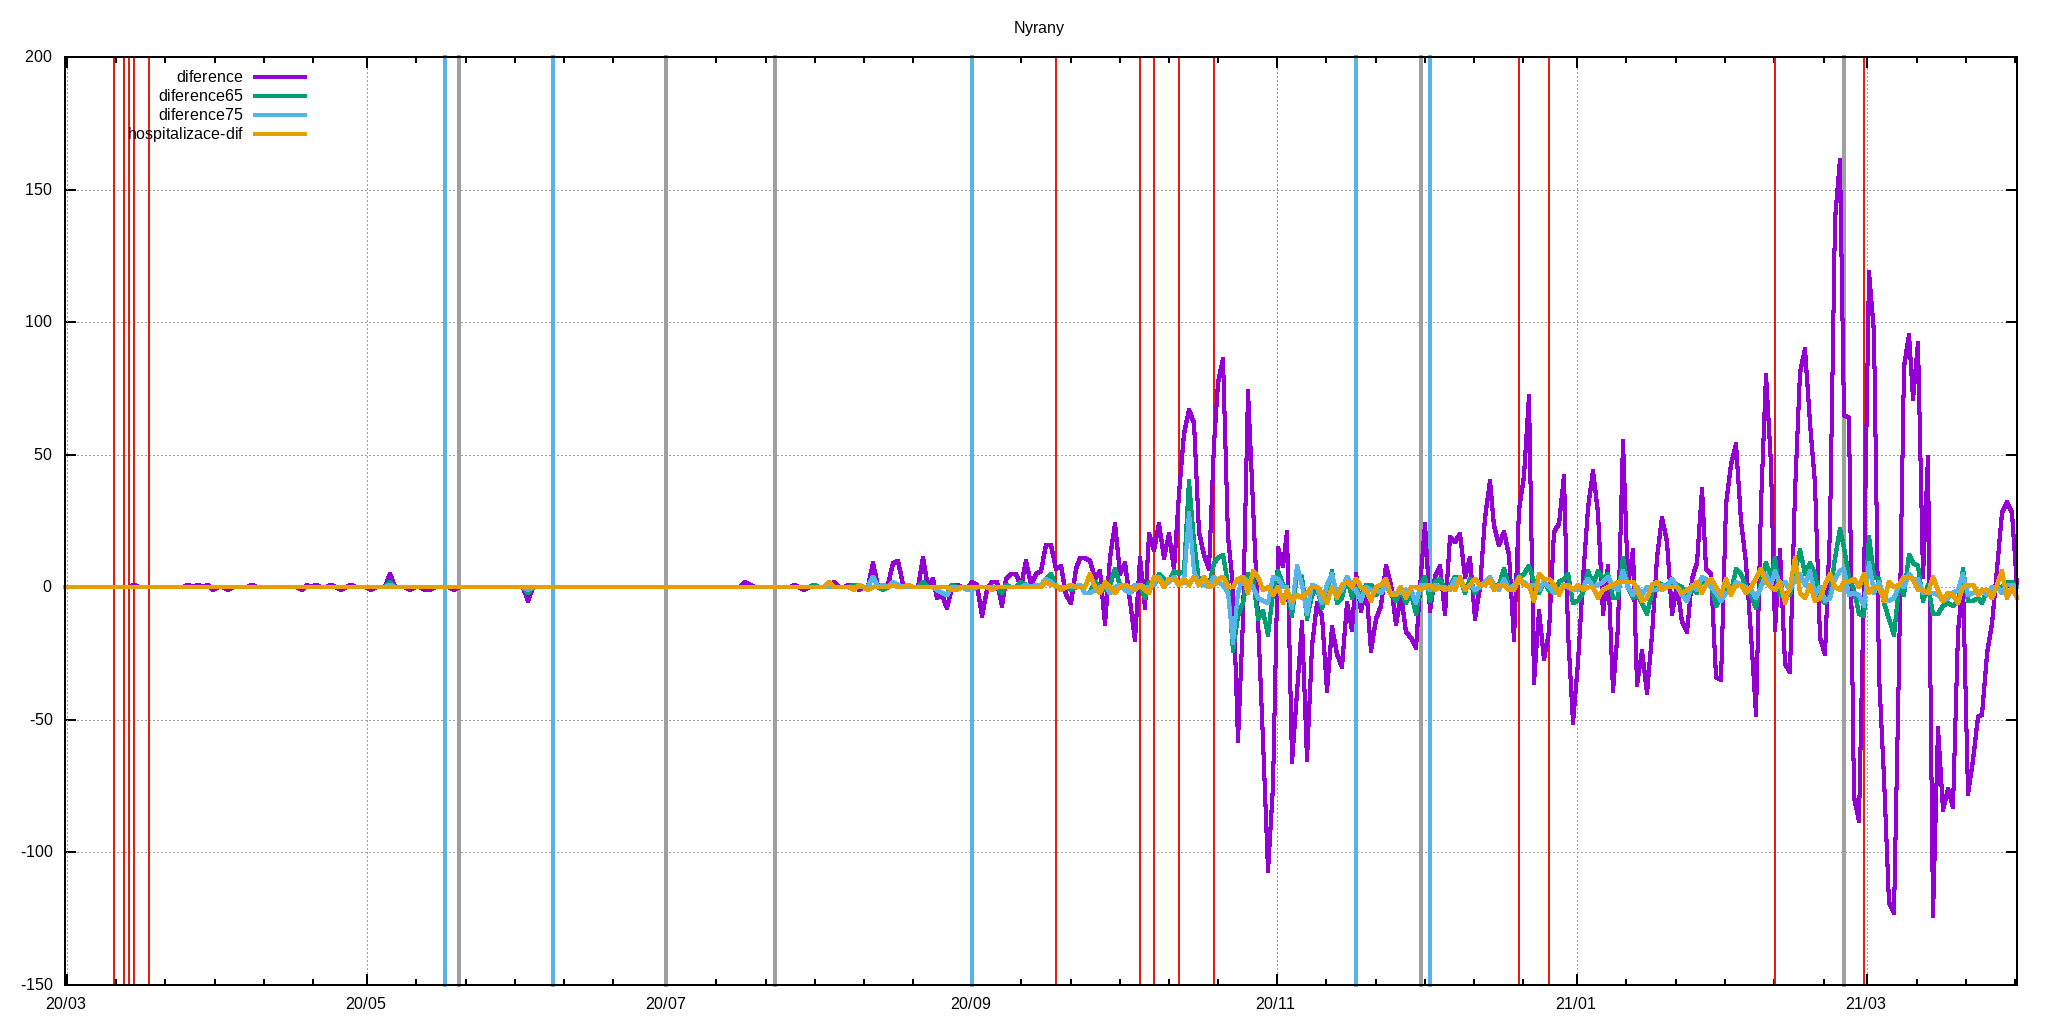 Nyrany
200
150
100
50
0
-50
-100
-150
diference
diference65
diference75
hospitalizace-dif
20/03 20/05 20/07 20/09 20/11 21/01 21/03